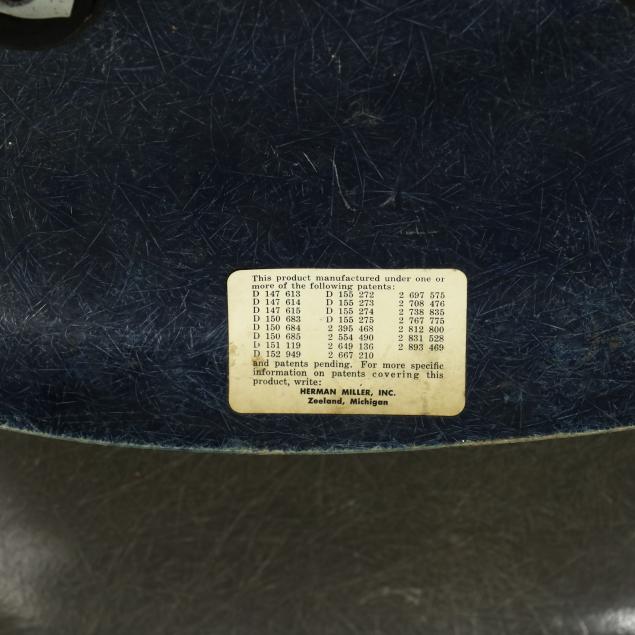 This product manufactured under one or
more of the following patents:
D 147 613 D 155 272 2 697 575
D 147 614 D 155 273 2 708 476
D 147 615 D 155 274 2 738 835
D 150 683 D 155 275 2 767 775
D 150 684 2 395 468 2 812 800
D 150 685 2 554 490 2 831 528
D 151 119 2 649 136 2 893 469
D 152 949 2 667 210
and patents pending. For more specific
information on patents covering this
product, write:
HERMAN MILLER, INC.
Zeeland, Michigan